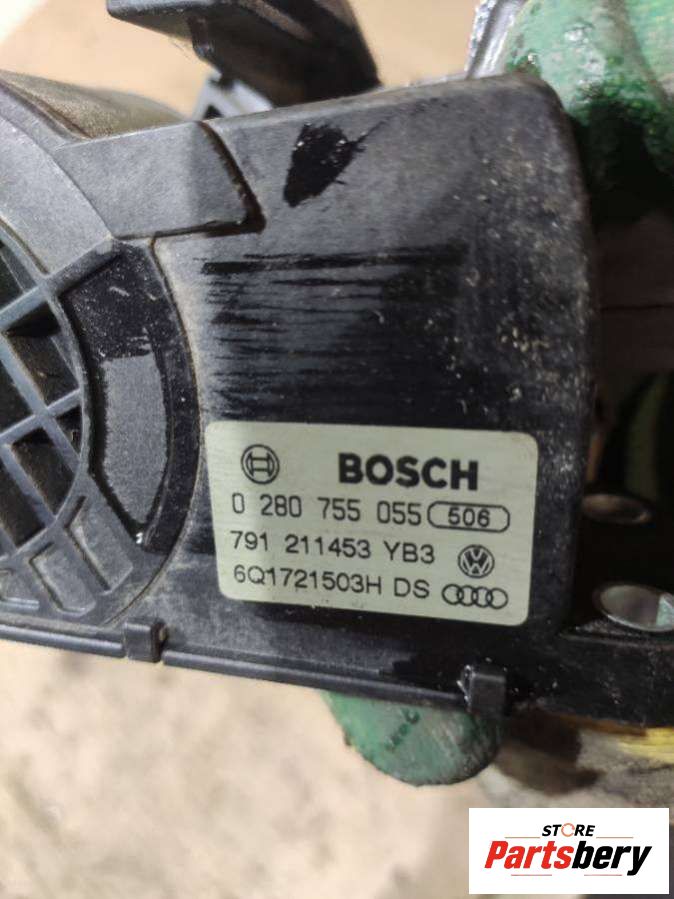 BOSCH
0 280 755 055 506
791 211453 YB3
6Q1721503H DS
STORE
Partsbery